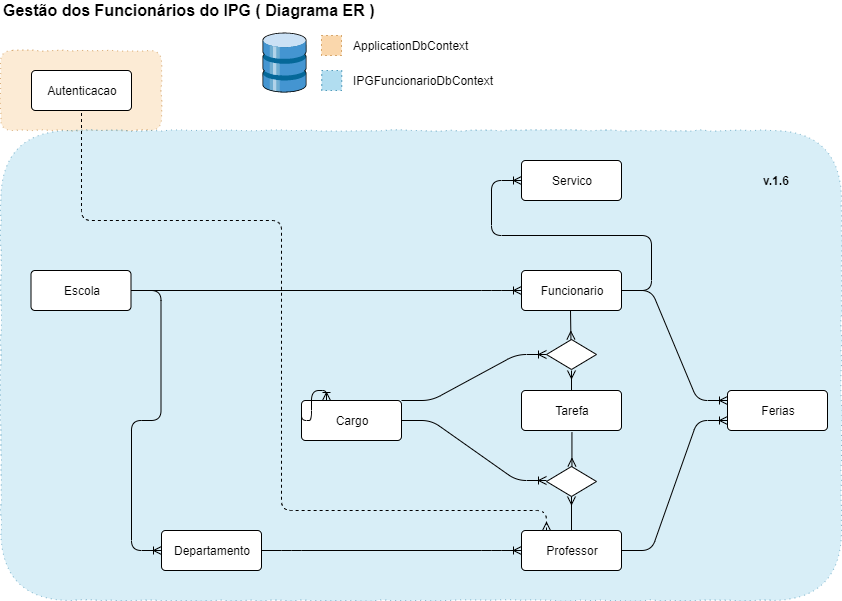 Gestão dos Funcionários do IPG ( Diagrama ER )
ApplicationDbContext
IPGFuncionarioDbContext
Autenticacao
Servico
v.1.6
Escola
Funcionario
Cargo
Tarefa
Ferias
Departamento
Professor